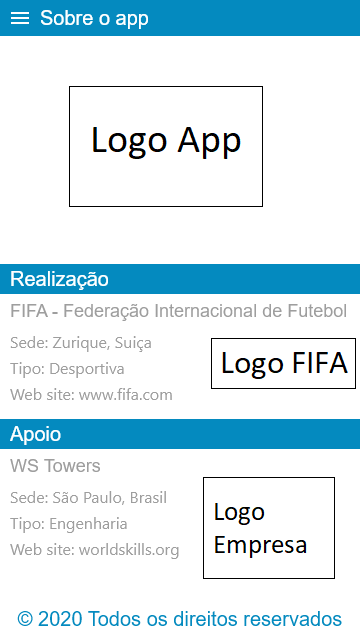 Sobre o app
Logo App
Realização
FIFA - Federação Internacional de Futebol
Sede: Zurique, Suiça
Tipo: Desportiva
Web site: www.fifa.com
Logo FIFA
Apoio
WS Towers
Sede: São Paulo, Brasil
Tipo: Engenharia
Web site: worldskills.org
Logo
Empresa
© 2020 Todos os direitos reservados